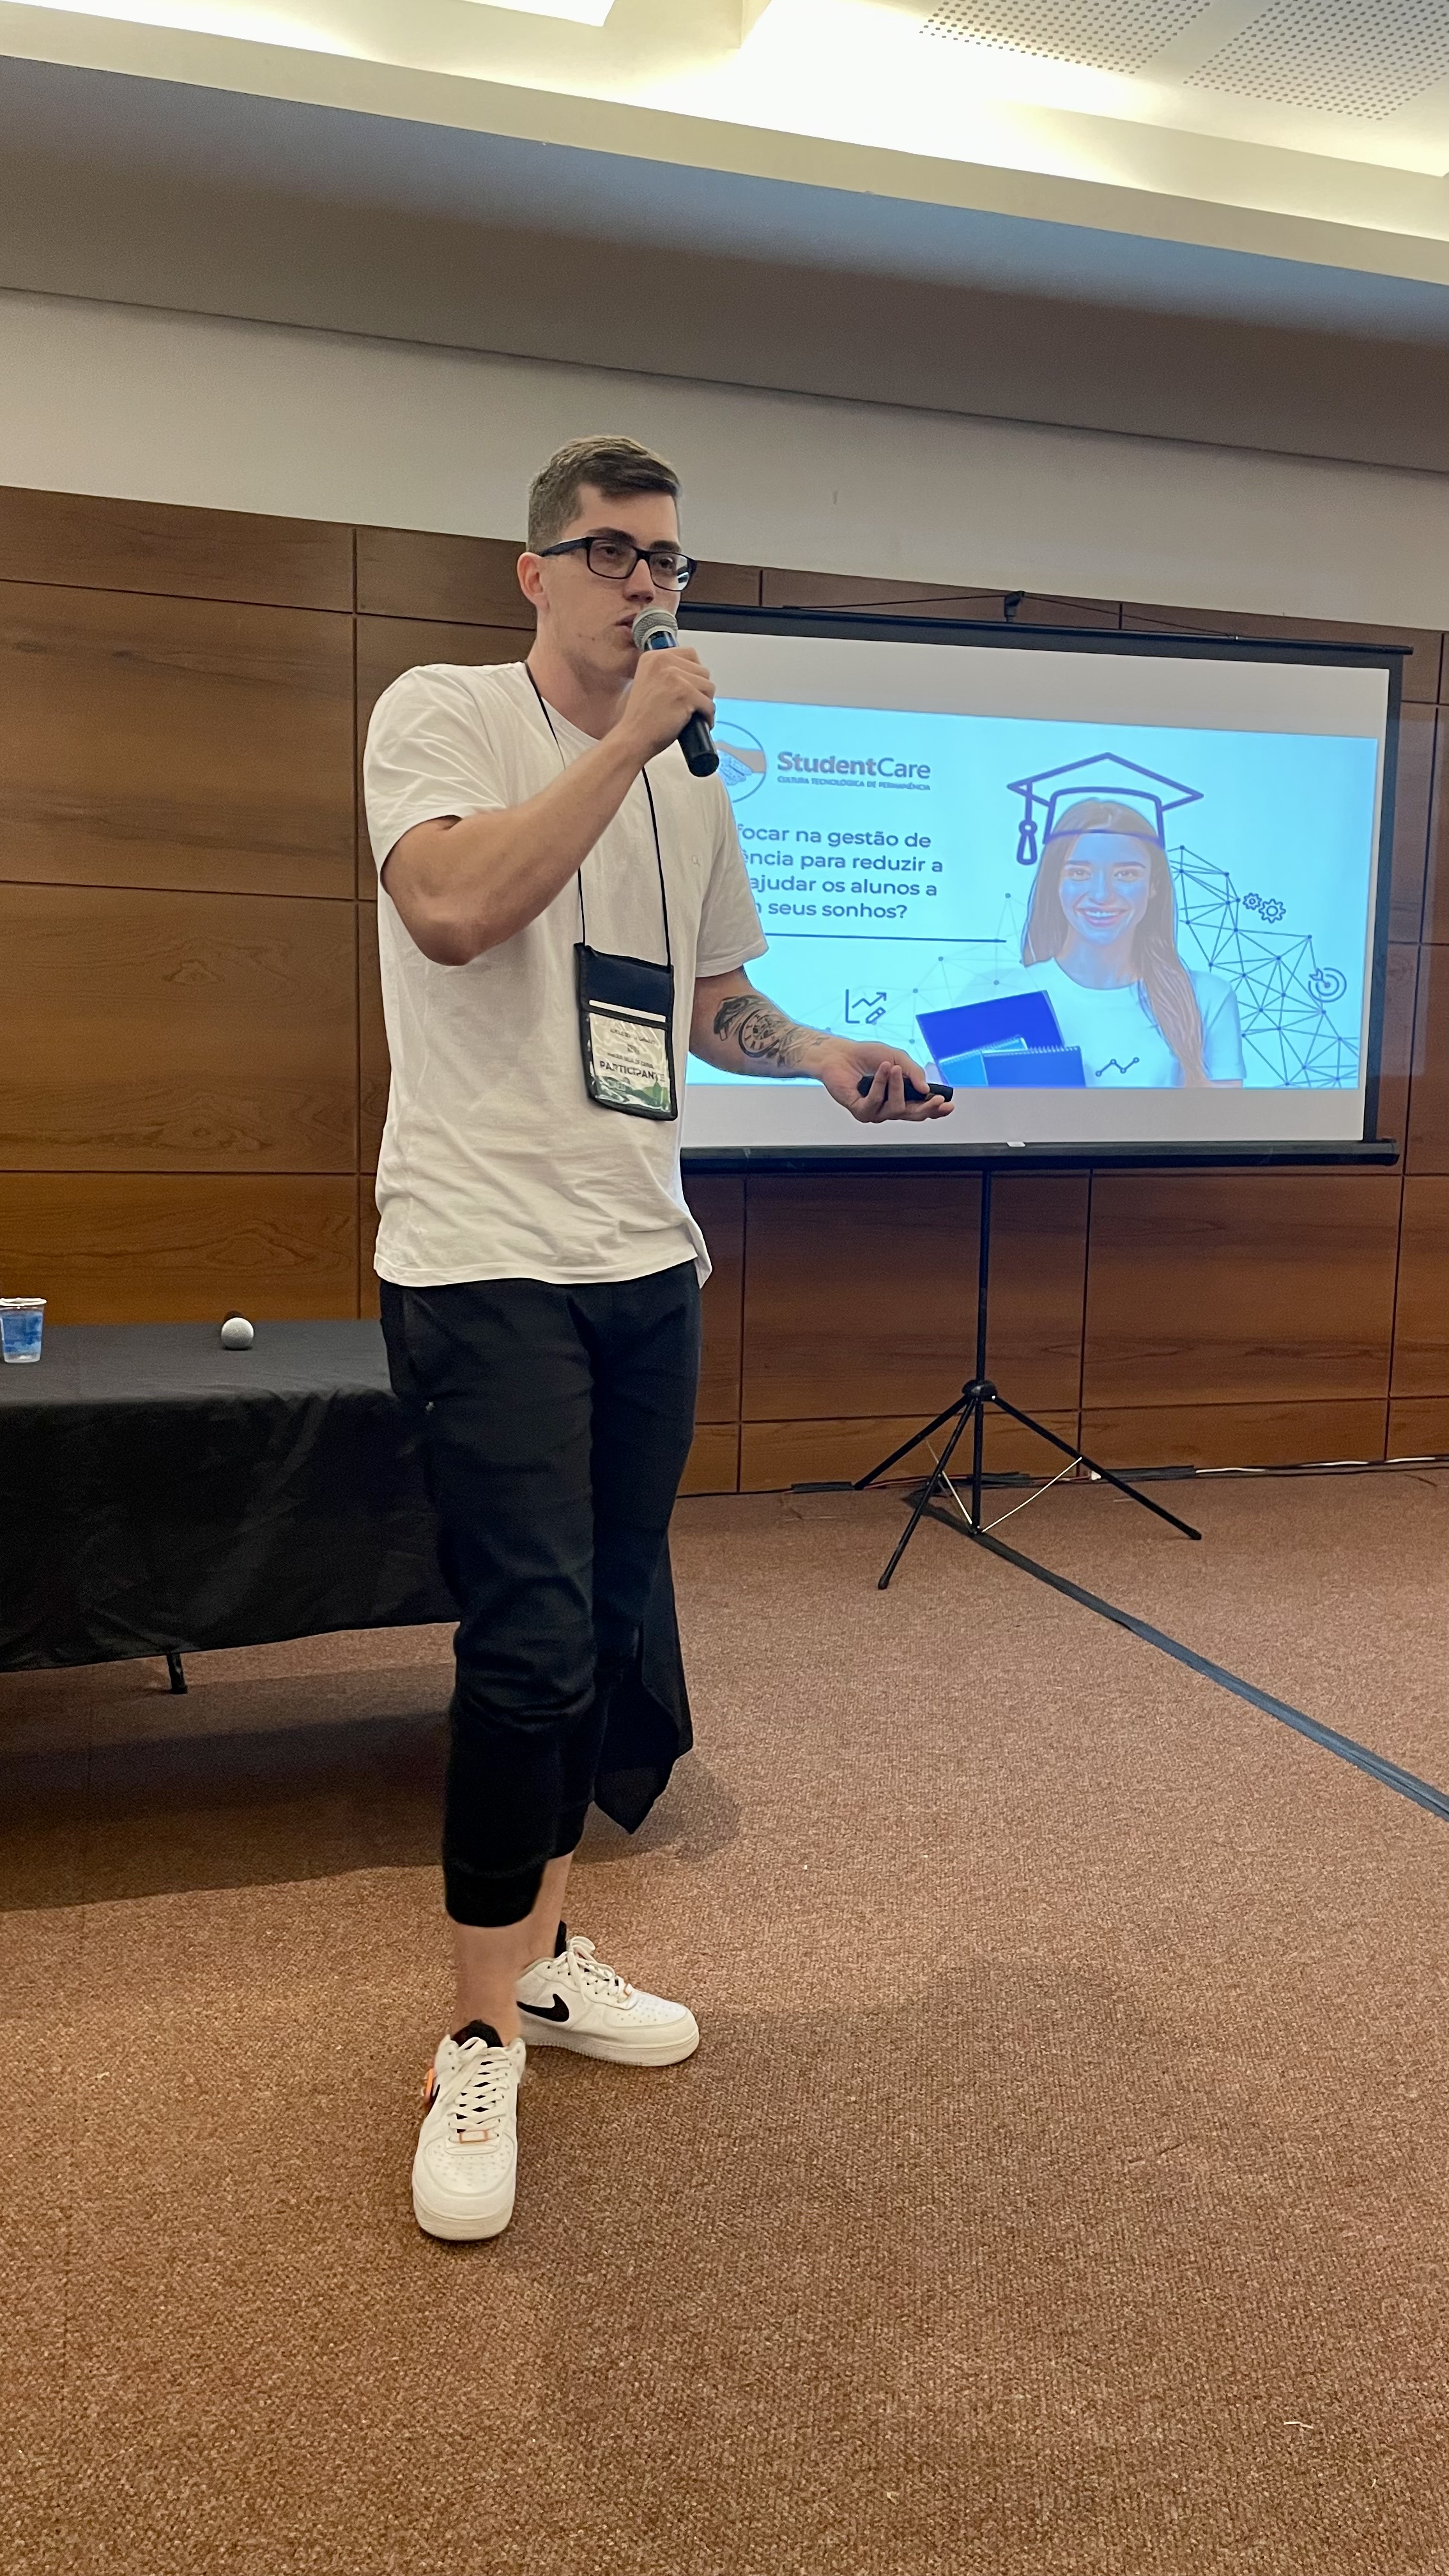 StudentCare
CULTURA TECNOLÓGICA DE PERMANÊNCIA
focar na gestão de
ência para reduzir a
ajudar os alunos a
seus sonhos?
PARTICIPANTE